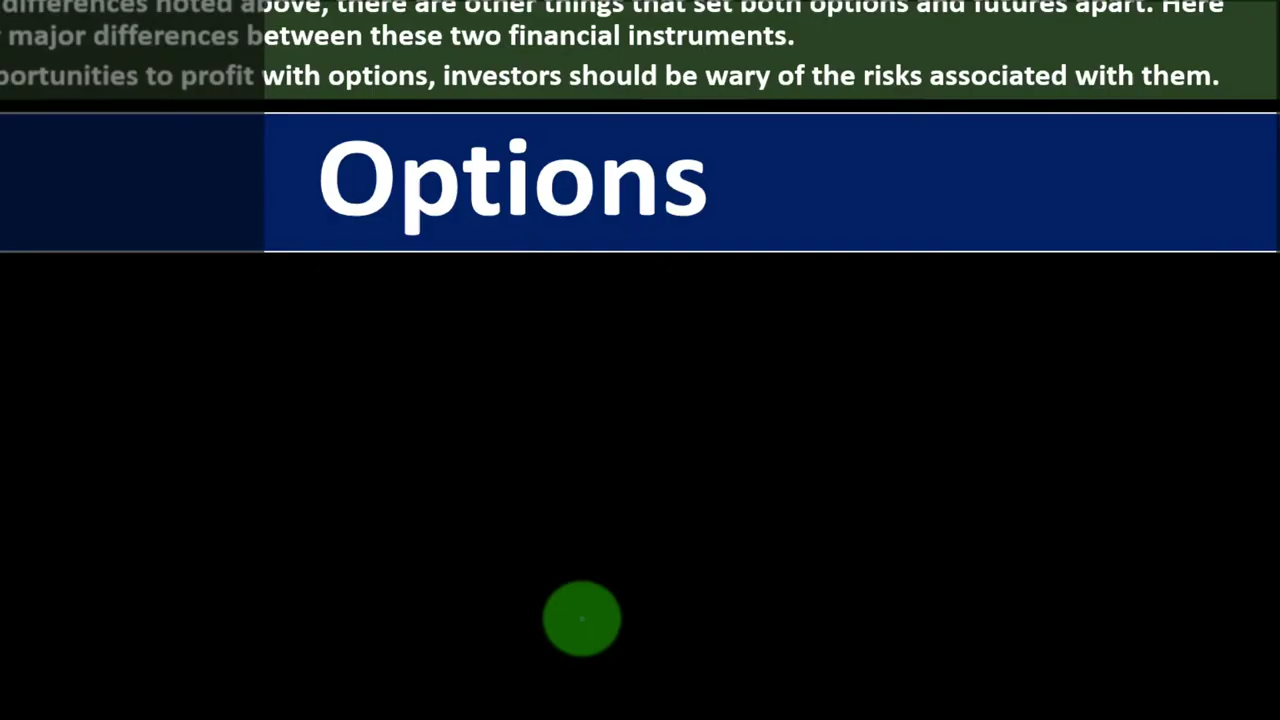 differences noted above, there are other things that set both options and futures apart. Here
major differences between these two financial instruments.
portunities to profit with options, investors should be wary of the risks associated with them.
Options